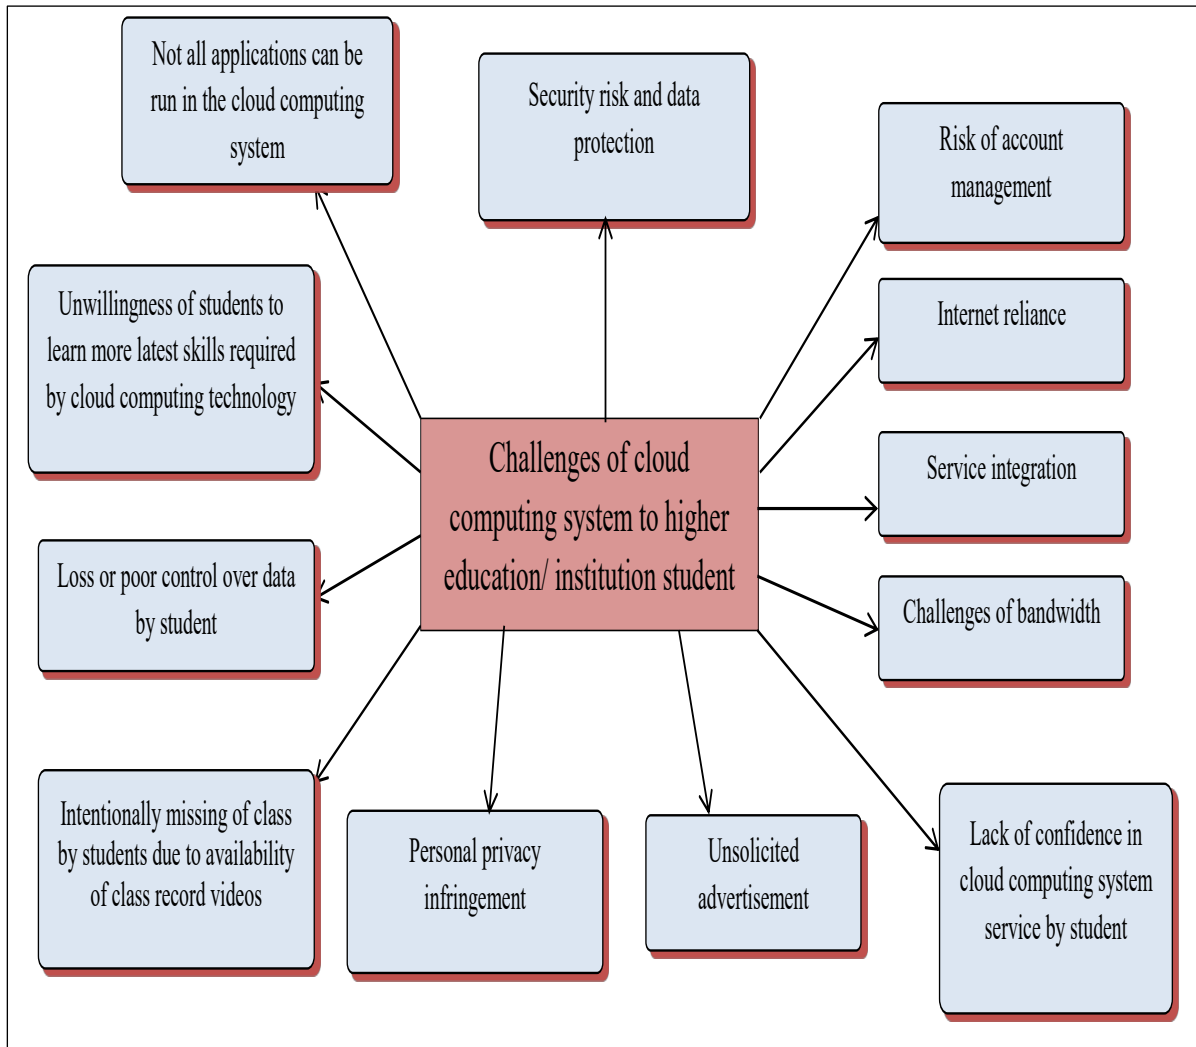 Not all applications can be
run in the cloud computing
system
Security risk and data
protection
Risk of account
management
Unwillingness of students to
learn more latest skills required
by cloud computing technology
Internet reliance
Challenges of cloud
computing system to higher
education/ institution student
Service integration
Loss or poor control over data
by student
Challenges of bandwidth
Intentionally missing of class
by students due to availability
of class record videos
Personal privacy
infringement
Unsolicited
advertisement
Lack of confidence in
cloud computing system
service by student